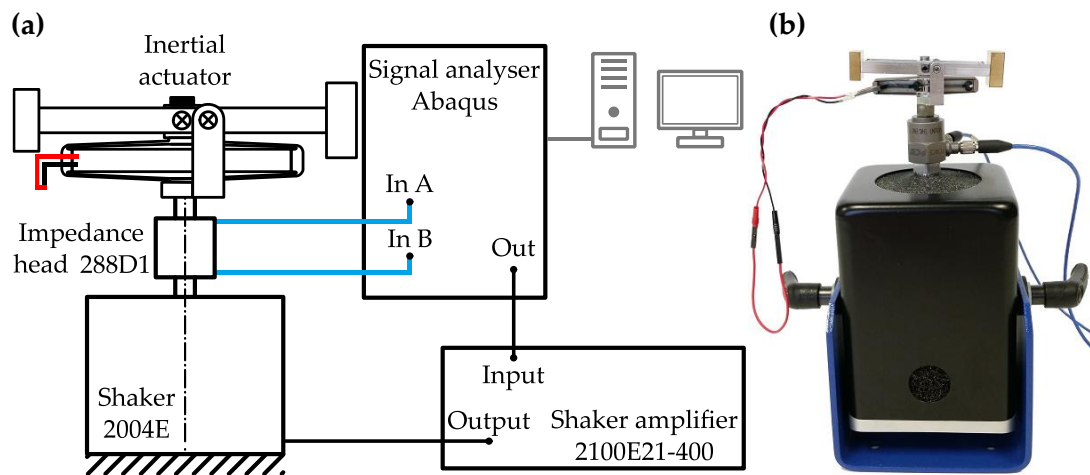 (a)
Inertial
actuator
Signal analyser
Abaqus
In A
In B
Out
Impedance
head 288D1
Shaker
2004E
Input
Output
Shaker amplifier
2100E21-400
(b)